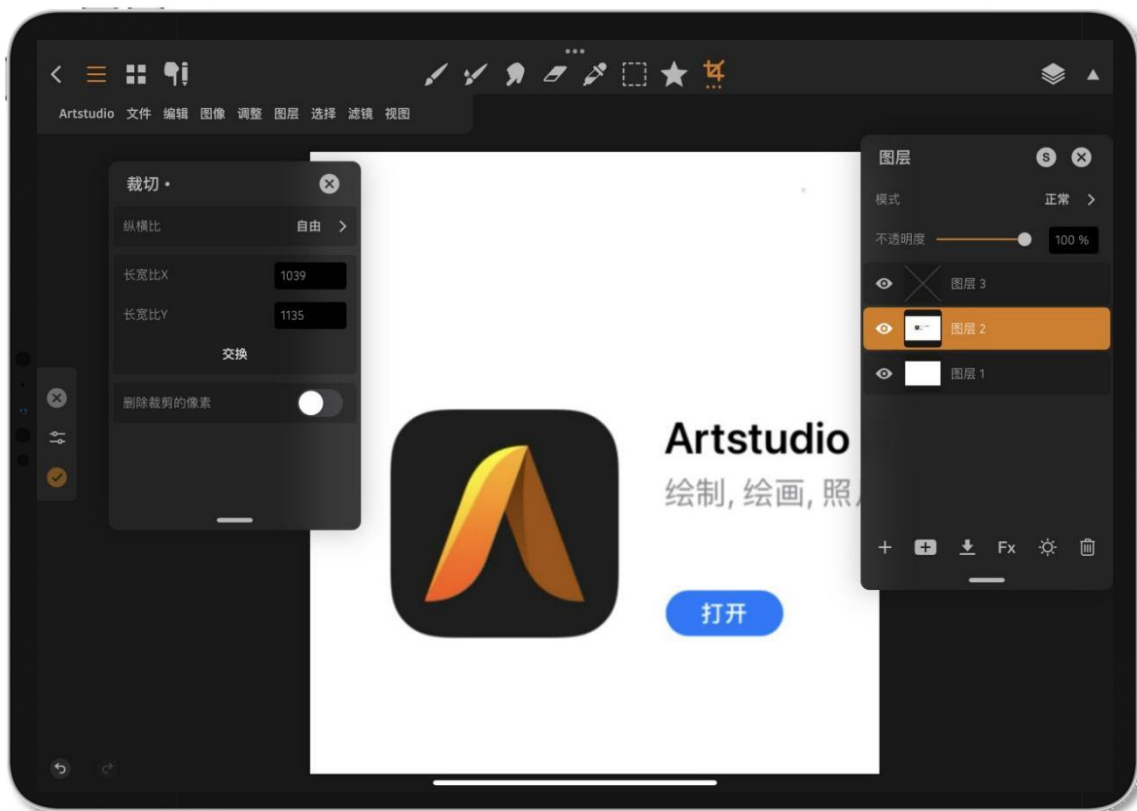 Artstudio 文件 编辑 图像 调整 图层 选择 滤镜 视图
裁切 •
纵横比 自由
长宽比X 1039
长宽比Y 1135
交换
删除裁剪的像素
Artstudio
绘制, 绘画, 照
打开
图层 S
模式 正常
不透明度 100 %
图层 3
图层 2
图层 1
Fx